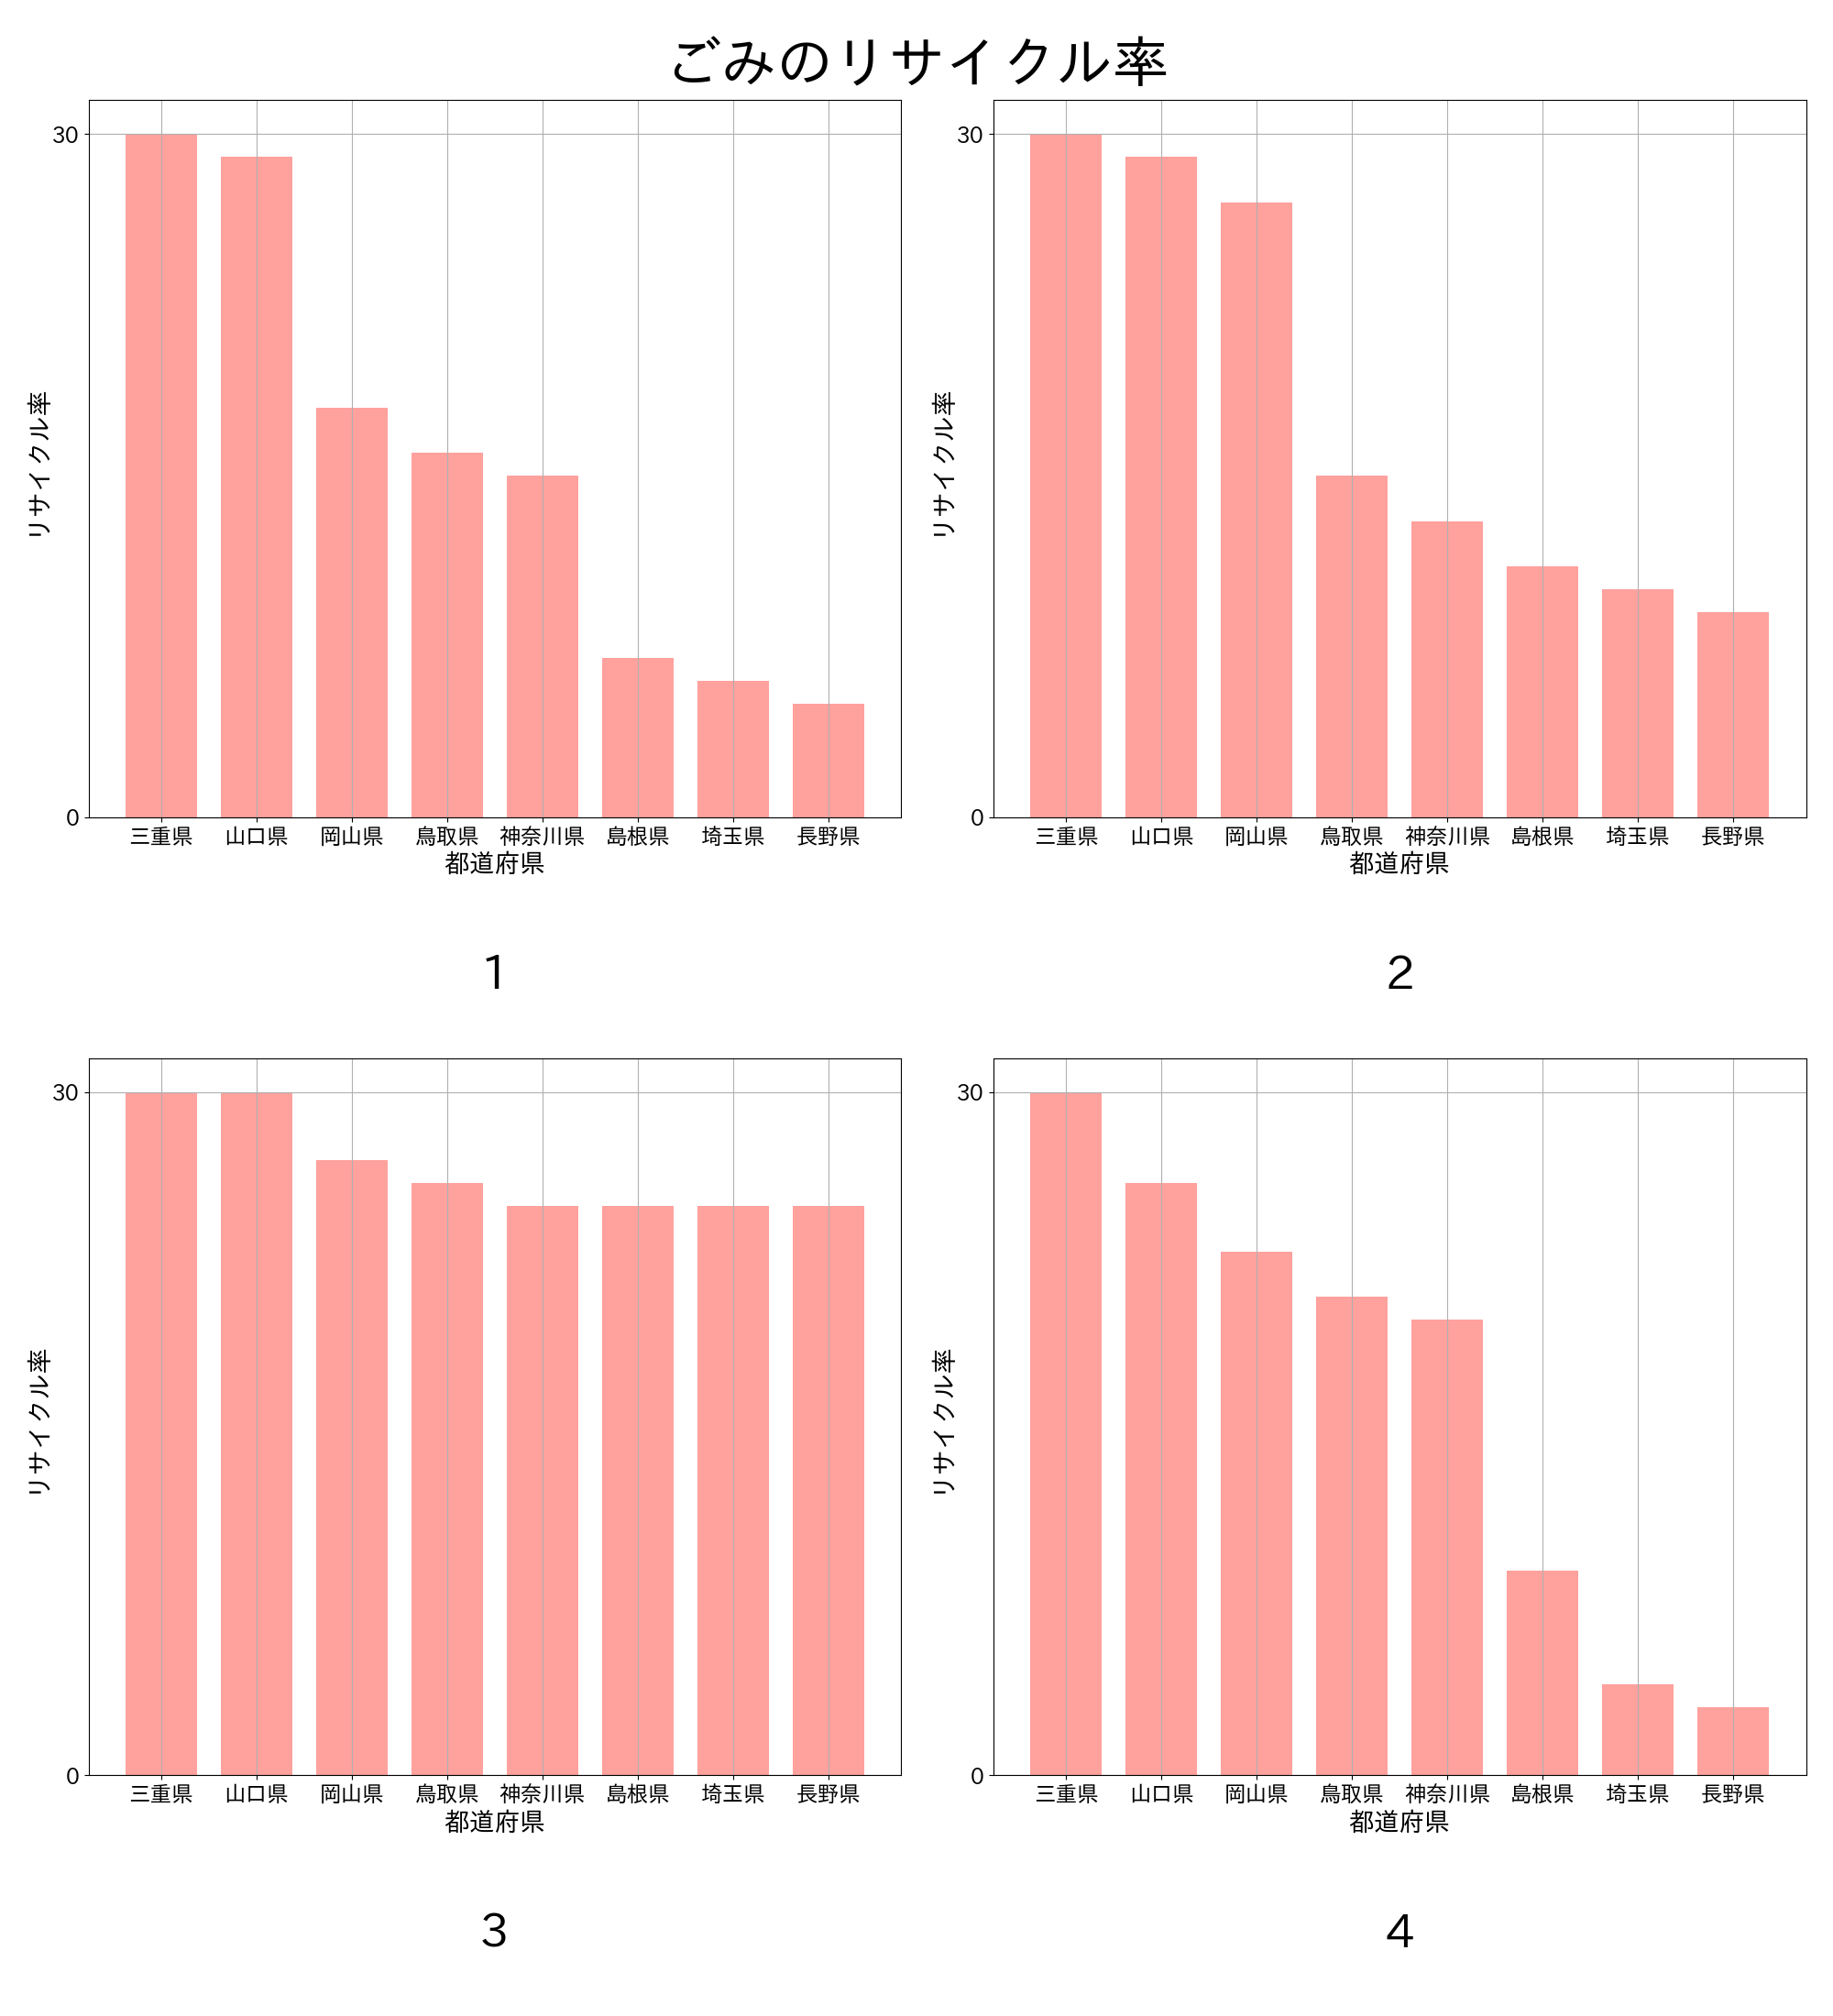 ごみのリサイクル率
30
0
リサイクル率
三重県 山口県 岡山県 鳥取県 神奈川県 島根県 埼玉県 長野県
都道府県
1
30
0
リサイクル率
三重県 山口県 岡山県 鳥取県 神奈川県 島根県 埼玉県 長野県
都道府県
2
30
0
リサイクル率
三重県 山口県 岡山県 鳥取県 神奈川県 島根県 埼玉県 長野県
都道府県
3
30
0
リサイクル率
三重県 山口県 岡山県 鳥取県 神奈川県 島根県 埼玉県 長野県
都道府県
4